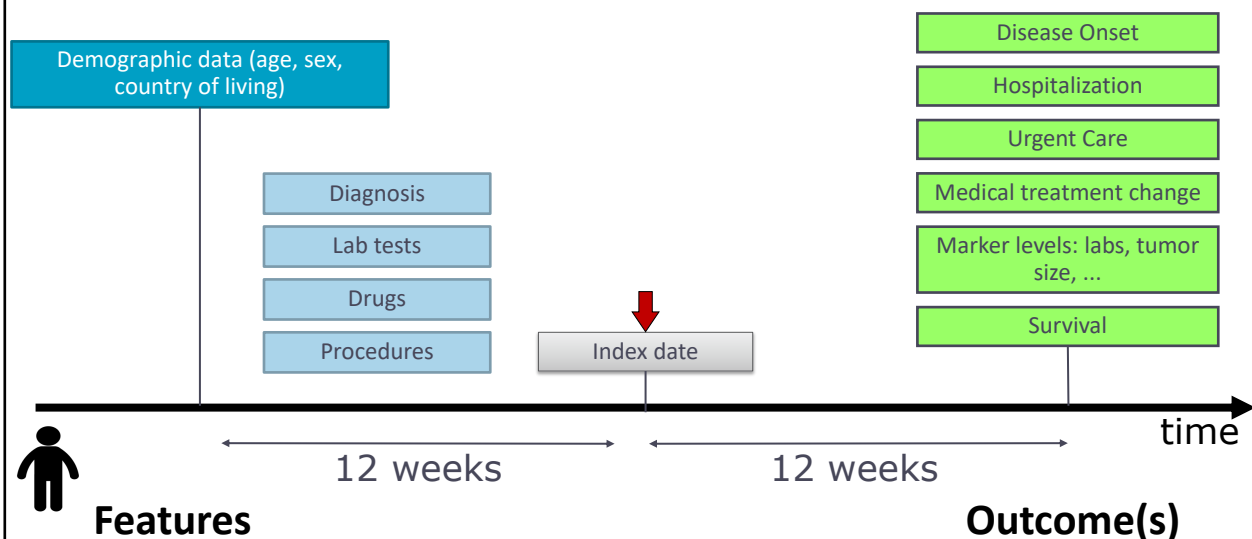 Demographic data (age, sex,
country of living)
Diagnosis
Lab tests
Drugs
Procedures
Index date
Disease Onset
Hospitalization
Urgent Care
Medical treatment change
Marker levels: labs, tumor
size, ...
Survival
time
12 weeks
12 weeks
Features
Outcome(s)